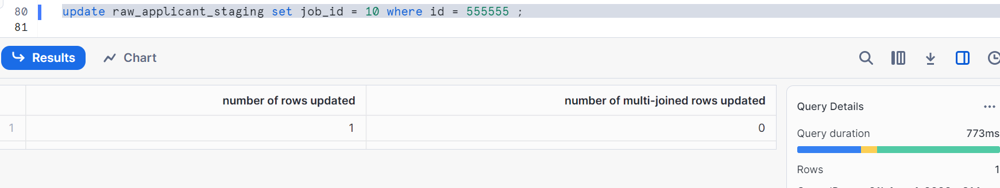 80 update raw_applicant_staging set job_id = 10 where id = 555555 ;
81
Results Chart
number of rows updated number of multi-joined rows updated
1 1 0
Query Details ...
Query duration 773ms
Rows 1